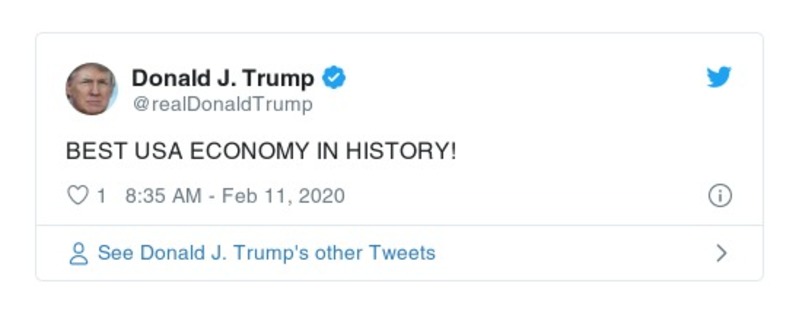 Donald J. Trump
@realDonaldTrump
BEST USA ECONOMY IN HISTORY!
1 8:35 AM - Feb 11, 2020
See Donald J. Trump's other Tweets